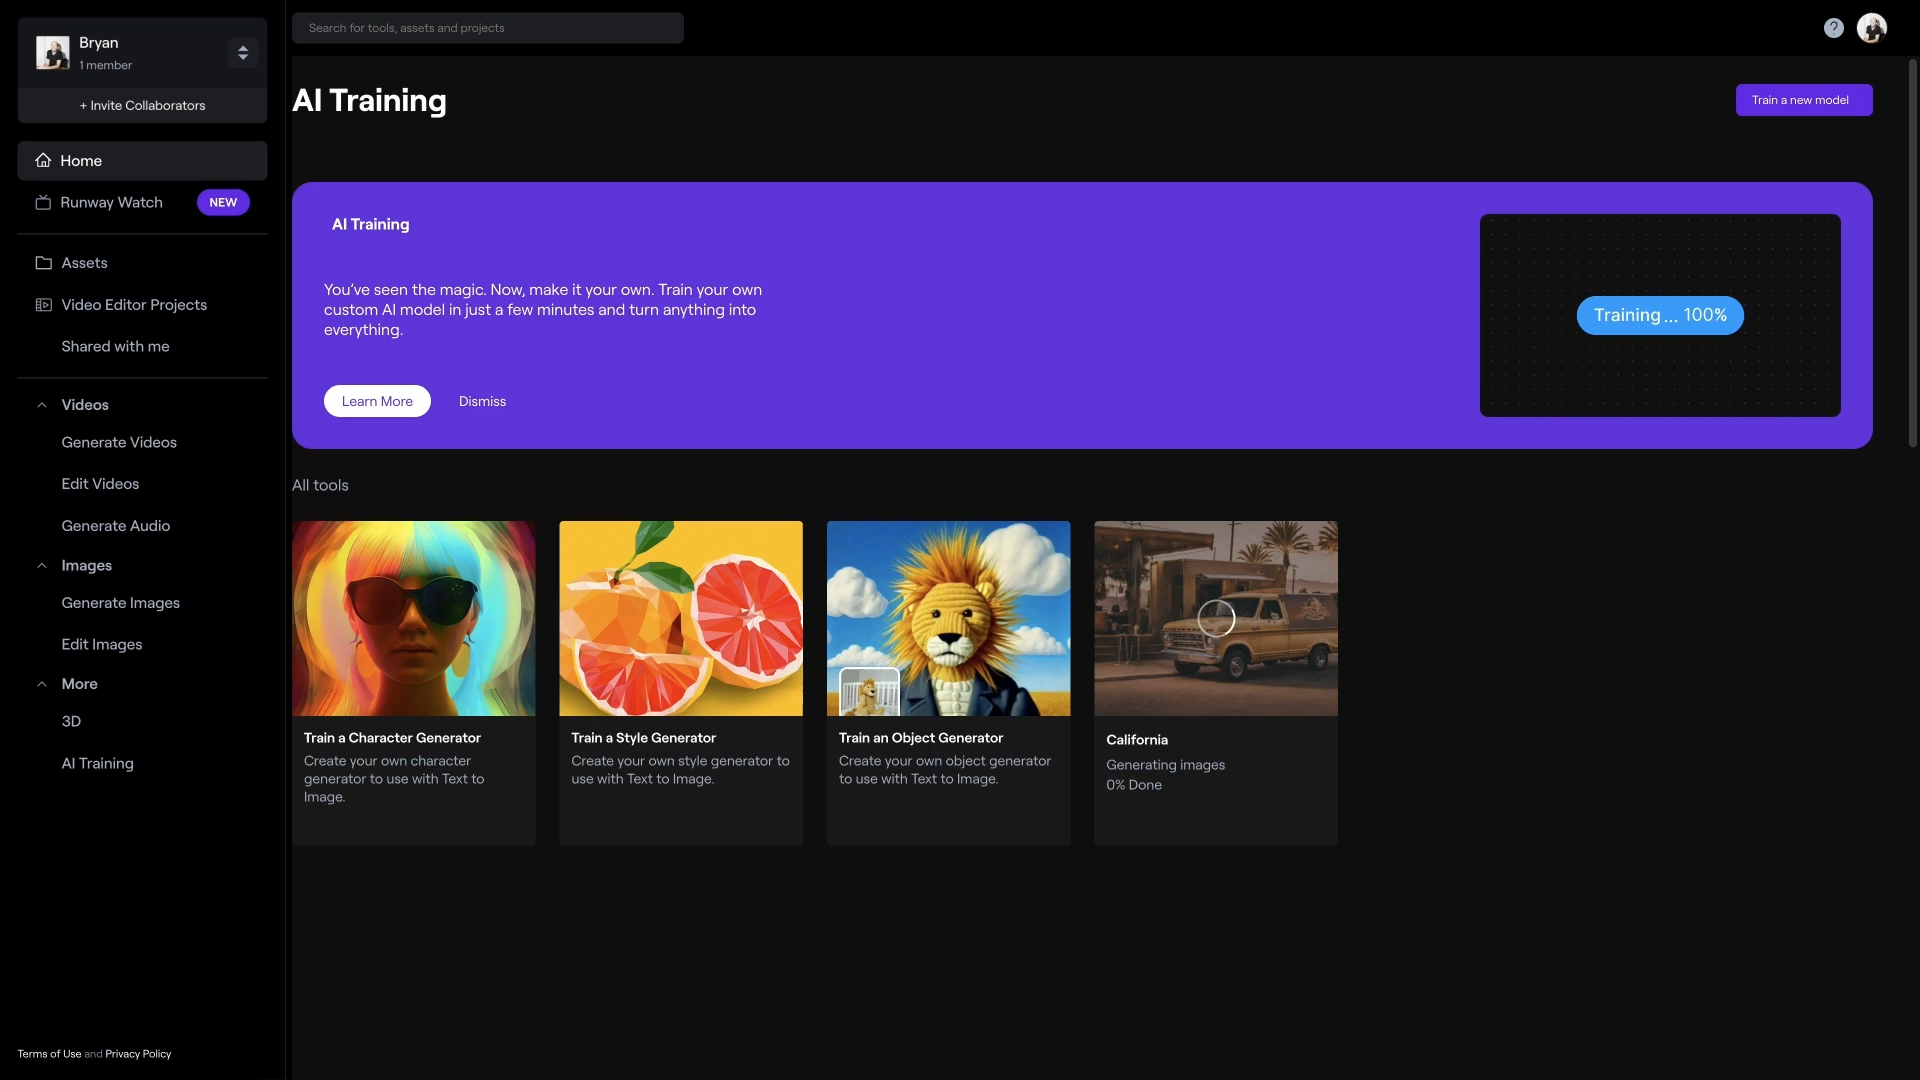 Bryan
1 member
+ Invite Collaborators
Home
Runway Watch NEW
Assets
Video Editor Projects
Shared with me
Videos
Generate Videos
Edit Videos
Generate Audio
Images
Generate Images
Edit Images
More
3D
AI Training
Terms of Use and Privacy Policy
Search for tools, assets and projects
?
AI Training
Train a new model
AI Training
You’ve seen the magic. Now, make it your own. Train your own
custom AI model in just a few minutes and turn anything into
everything.
Learn More Dismiss
Training ... 100%
All tools
Train a Character Generator
Create your own character
generator to use with Text to
Image.
Train a Style Generator
Create your own style generator to
use with Text to Image.
Train an Object Generator
Create your own object generator
to use with Text to Image.
California
Generating images
0% Done